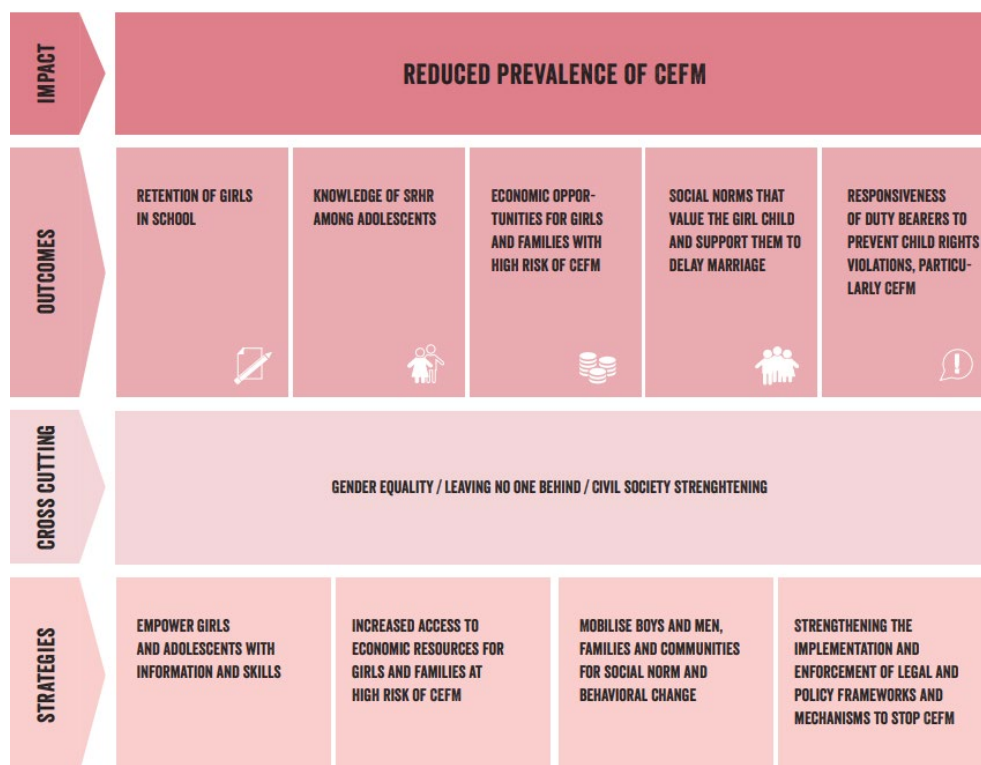 IMPACT
REDUCED PREVALENCE OF CEFM
OUTCOMES
RETENTION OF GIRLS
IN SCHOOL
KNOWLEDGE OF SRHR
AMONG ADOLESCENTS
ECONOMIC OPPOR-
TUNITIES FOR GIRLS
AND FAMILIES WITH
HIGH RISK OF CEFM
SOCIAL NORMS THAT
VALUE THE GIRL CHILD
AND SUPPORT THEM TO
DELAY MARRIAGE
RESPONSIVENESS
OF DUTY BEARERS TO
PREVENT CHILD RIGHTS
VIOLATIONS, PARTICU-
LARLY CEFM
CROSS CUTTING
GENDER EQUALITY / LEAVING NO ONE BEHIND / CIVIL SOCIETY STRENGHTENING
STRATEGIES
EMPOWER GIRLS
AND ADOLESCENTS WITH
INFORMATION AND SKILLS
INCREASED ACCESS TO
ECONOMIC RESOURCES FOR
GIRLS AND FAMILIES AT
HIGH RISK OF CEFM
MOBILISE BOYS AND MEN,
FAMILIES AND COMMUNITIES
FOR SOCIAL NORM AND
BEHAVIORAL CHANGE
STRENGTHENING THE
IMPLEMENTATION AND
ENFORCEMENT OF LEGAL AND
POLICY FRAMEWORKS AND
MECHANISMS TO STOP CEFM